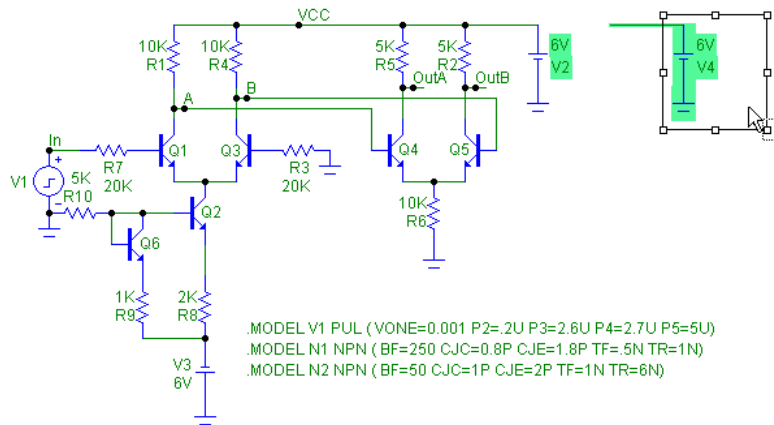 VCC
10K
R1
10K
R4
5K
R5
5K
R2
6V
V2
6V
V4
OutA
OutB
A
B
In
Q1
Q3
Q4
Q5
R7
20K
R3
20K
V1
5K
R10
Q2
10K
R6
Q6
1K
R9
2K
R8
V3
6V
.MODEL V1 PUL ( VONE=0.001 P2=.2U P3=2.6U P4=2.7U P5=5U)
.MODEL N1 NPN ( BF=250 CJC=0.8P CJE=1.8P TF=.5N TR=1N)
.MODEL N2 NPN ( BF=50 CJC=1P CJE=2P TF=1N TR=6N)